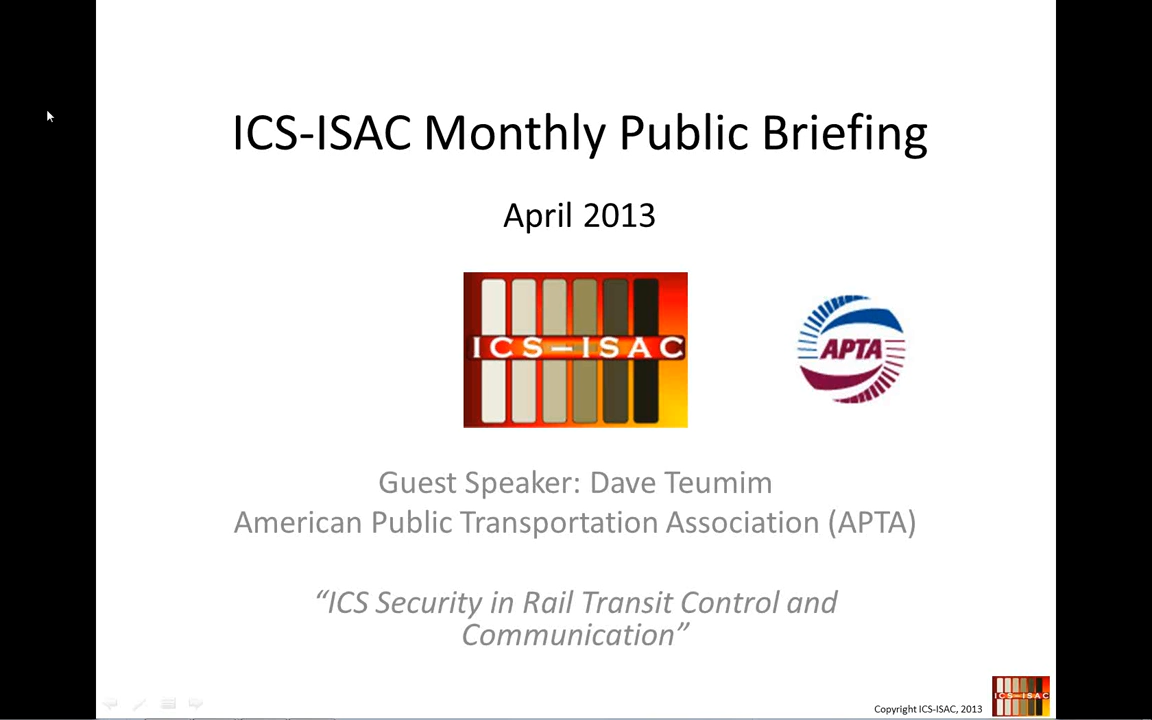 ICS-ISAC Monthly Public Briefing
April 2013
ICS-ISAC
APTA
Guest Speaker: Dave Teumim
American Public Transportation Association (APTA)
“ICS Security in Rail Transit Control and
Communication”
ICS-ISAC
Copyright ICS-ISAC, 2013